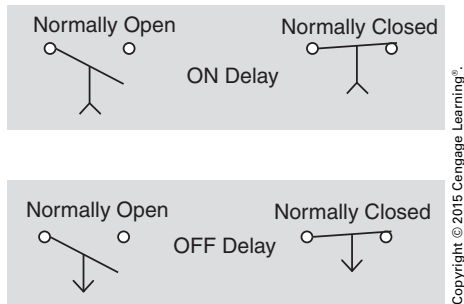 Normally Open
Normally Closed
ON Delay
Normally Open
Normally Closed
OFF Delay
Copyright © 2015 Cengage Learning®.